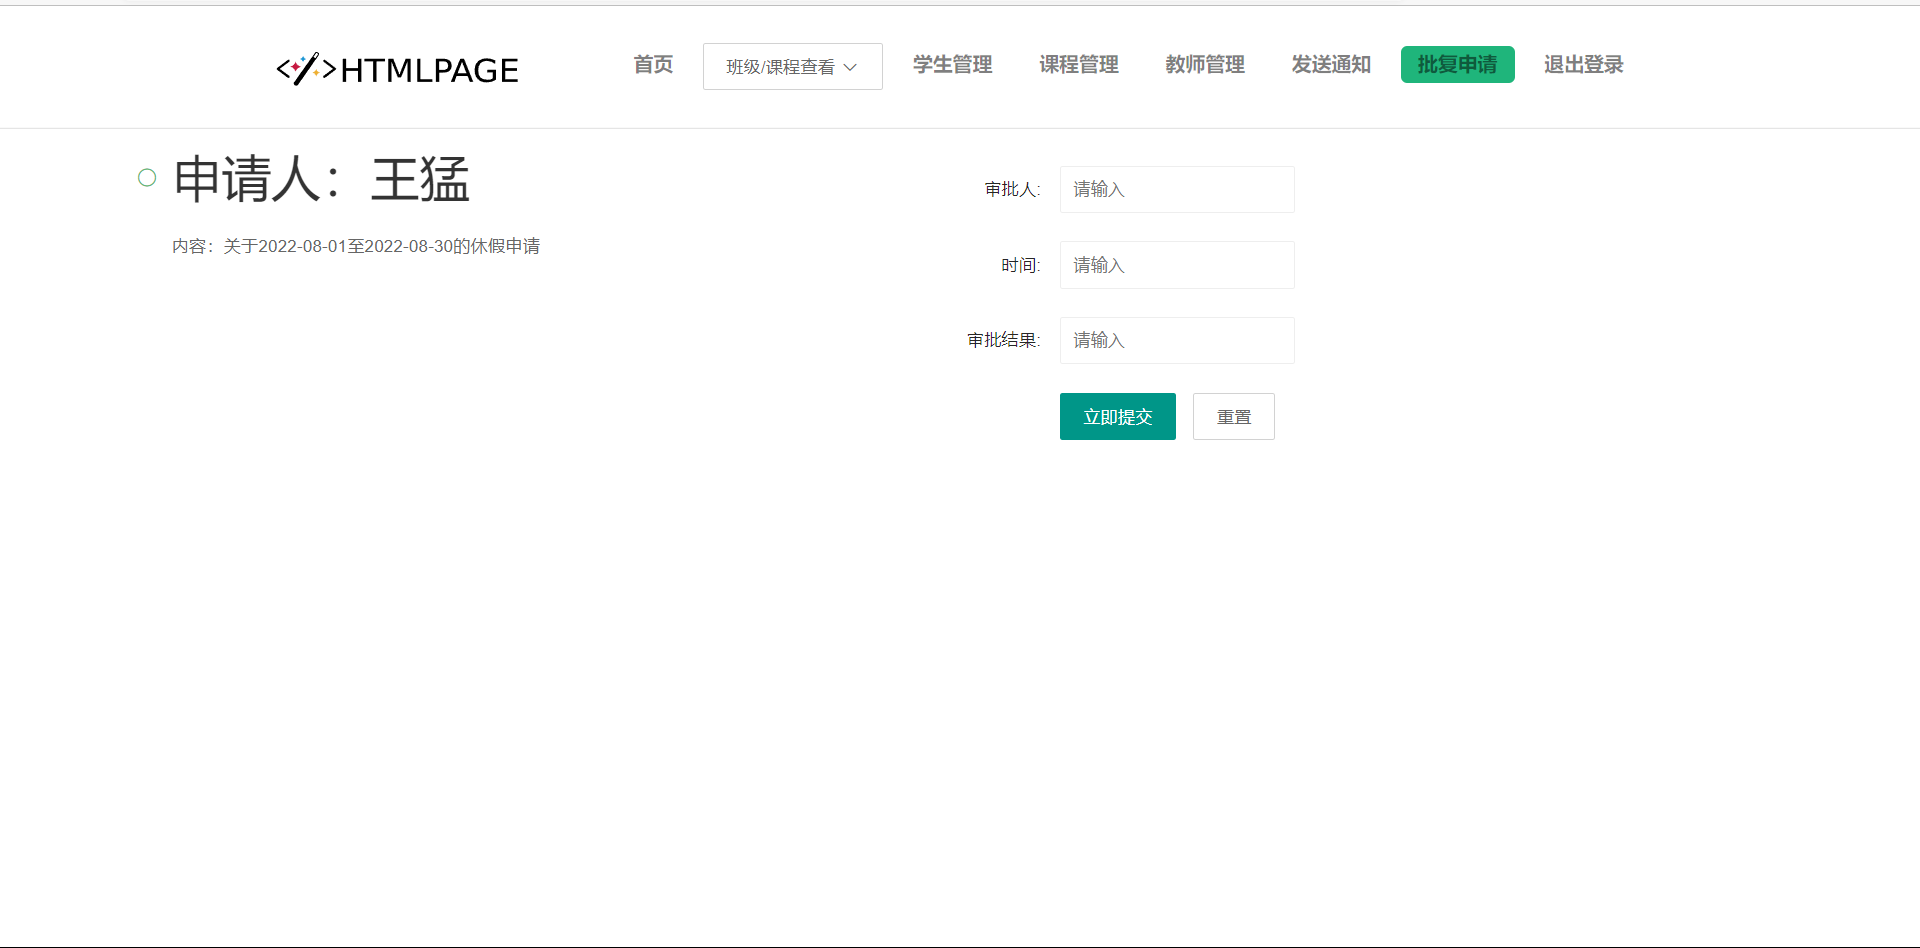 </>HTMLPAGE
首页 班级/课程查看 学生管理 课程管理 教师管理 发送通知 批复申请 退出登录
申请人：王猛
内容：关于2022-08-01至2022-08-30的休假申请
审批人: 请输入
时间: 请输入
审批结果: 请输入
立即提交 重置